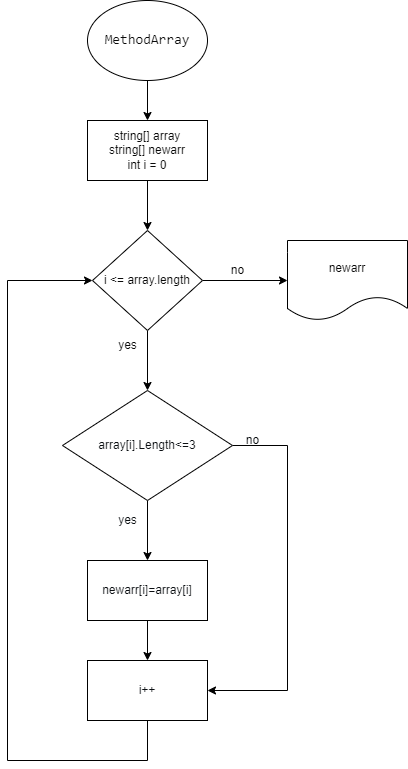 MethodArray
string[] array
string[] newarr
int i = 0
i <= array.length
no
newarr
yes
array[i].Length<=3
no
yes
newarr[i]=array[i]
i++